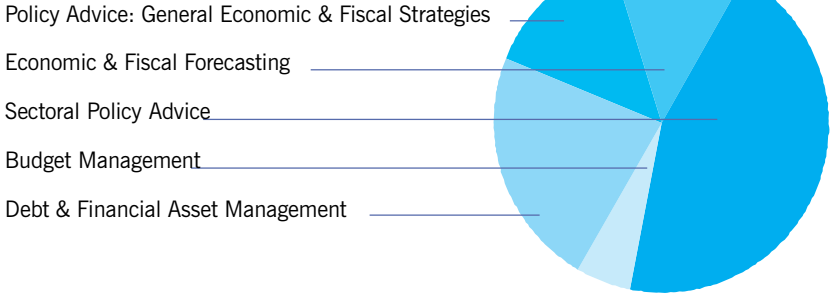 Policy Advice: General Economic & Fiscal Strategies
Economic & Fiscal Forecasting
Sectoral Policy Advice
Budget Management
Debt & Financial Asset Management